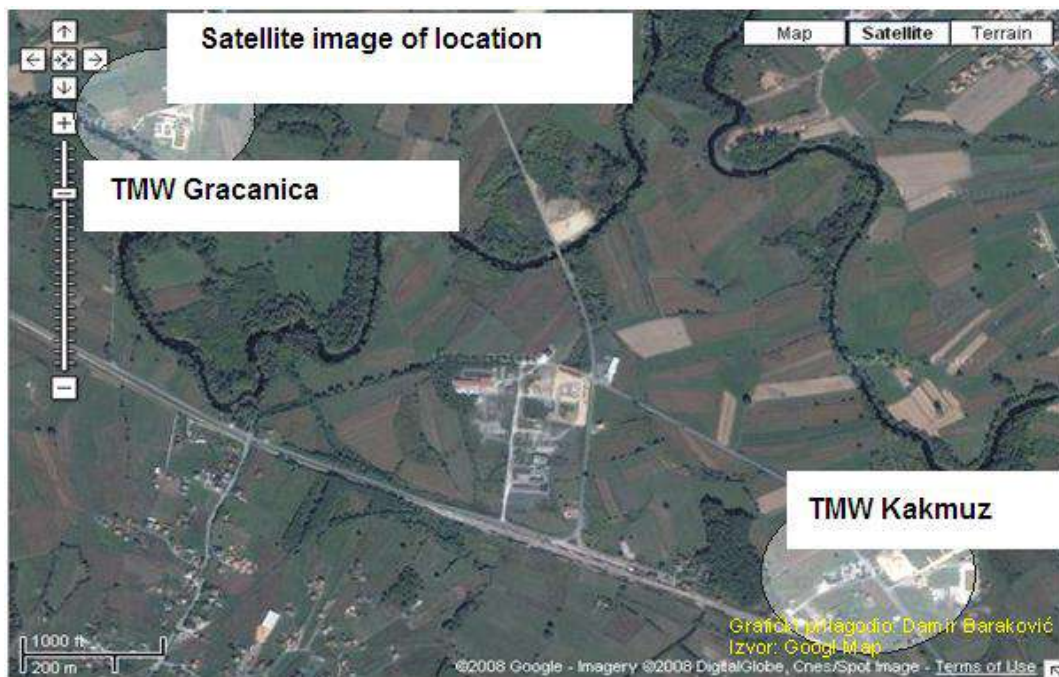 Satellite image of location
Map Satellite Terrain
TMW Gracanica
TMW Kakmuz
Grafički prilagodio: Damir Baraković
Izvor: Googl Map
1000 ft
200 m
©2008 Google - Imagery ©2008 DigitalGlobe, Cnes/Spot Image - Terms of Use